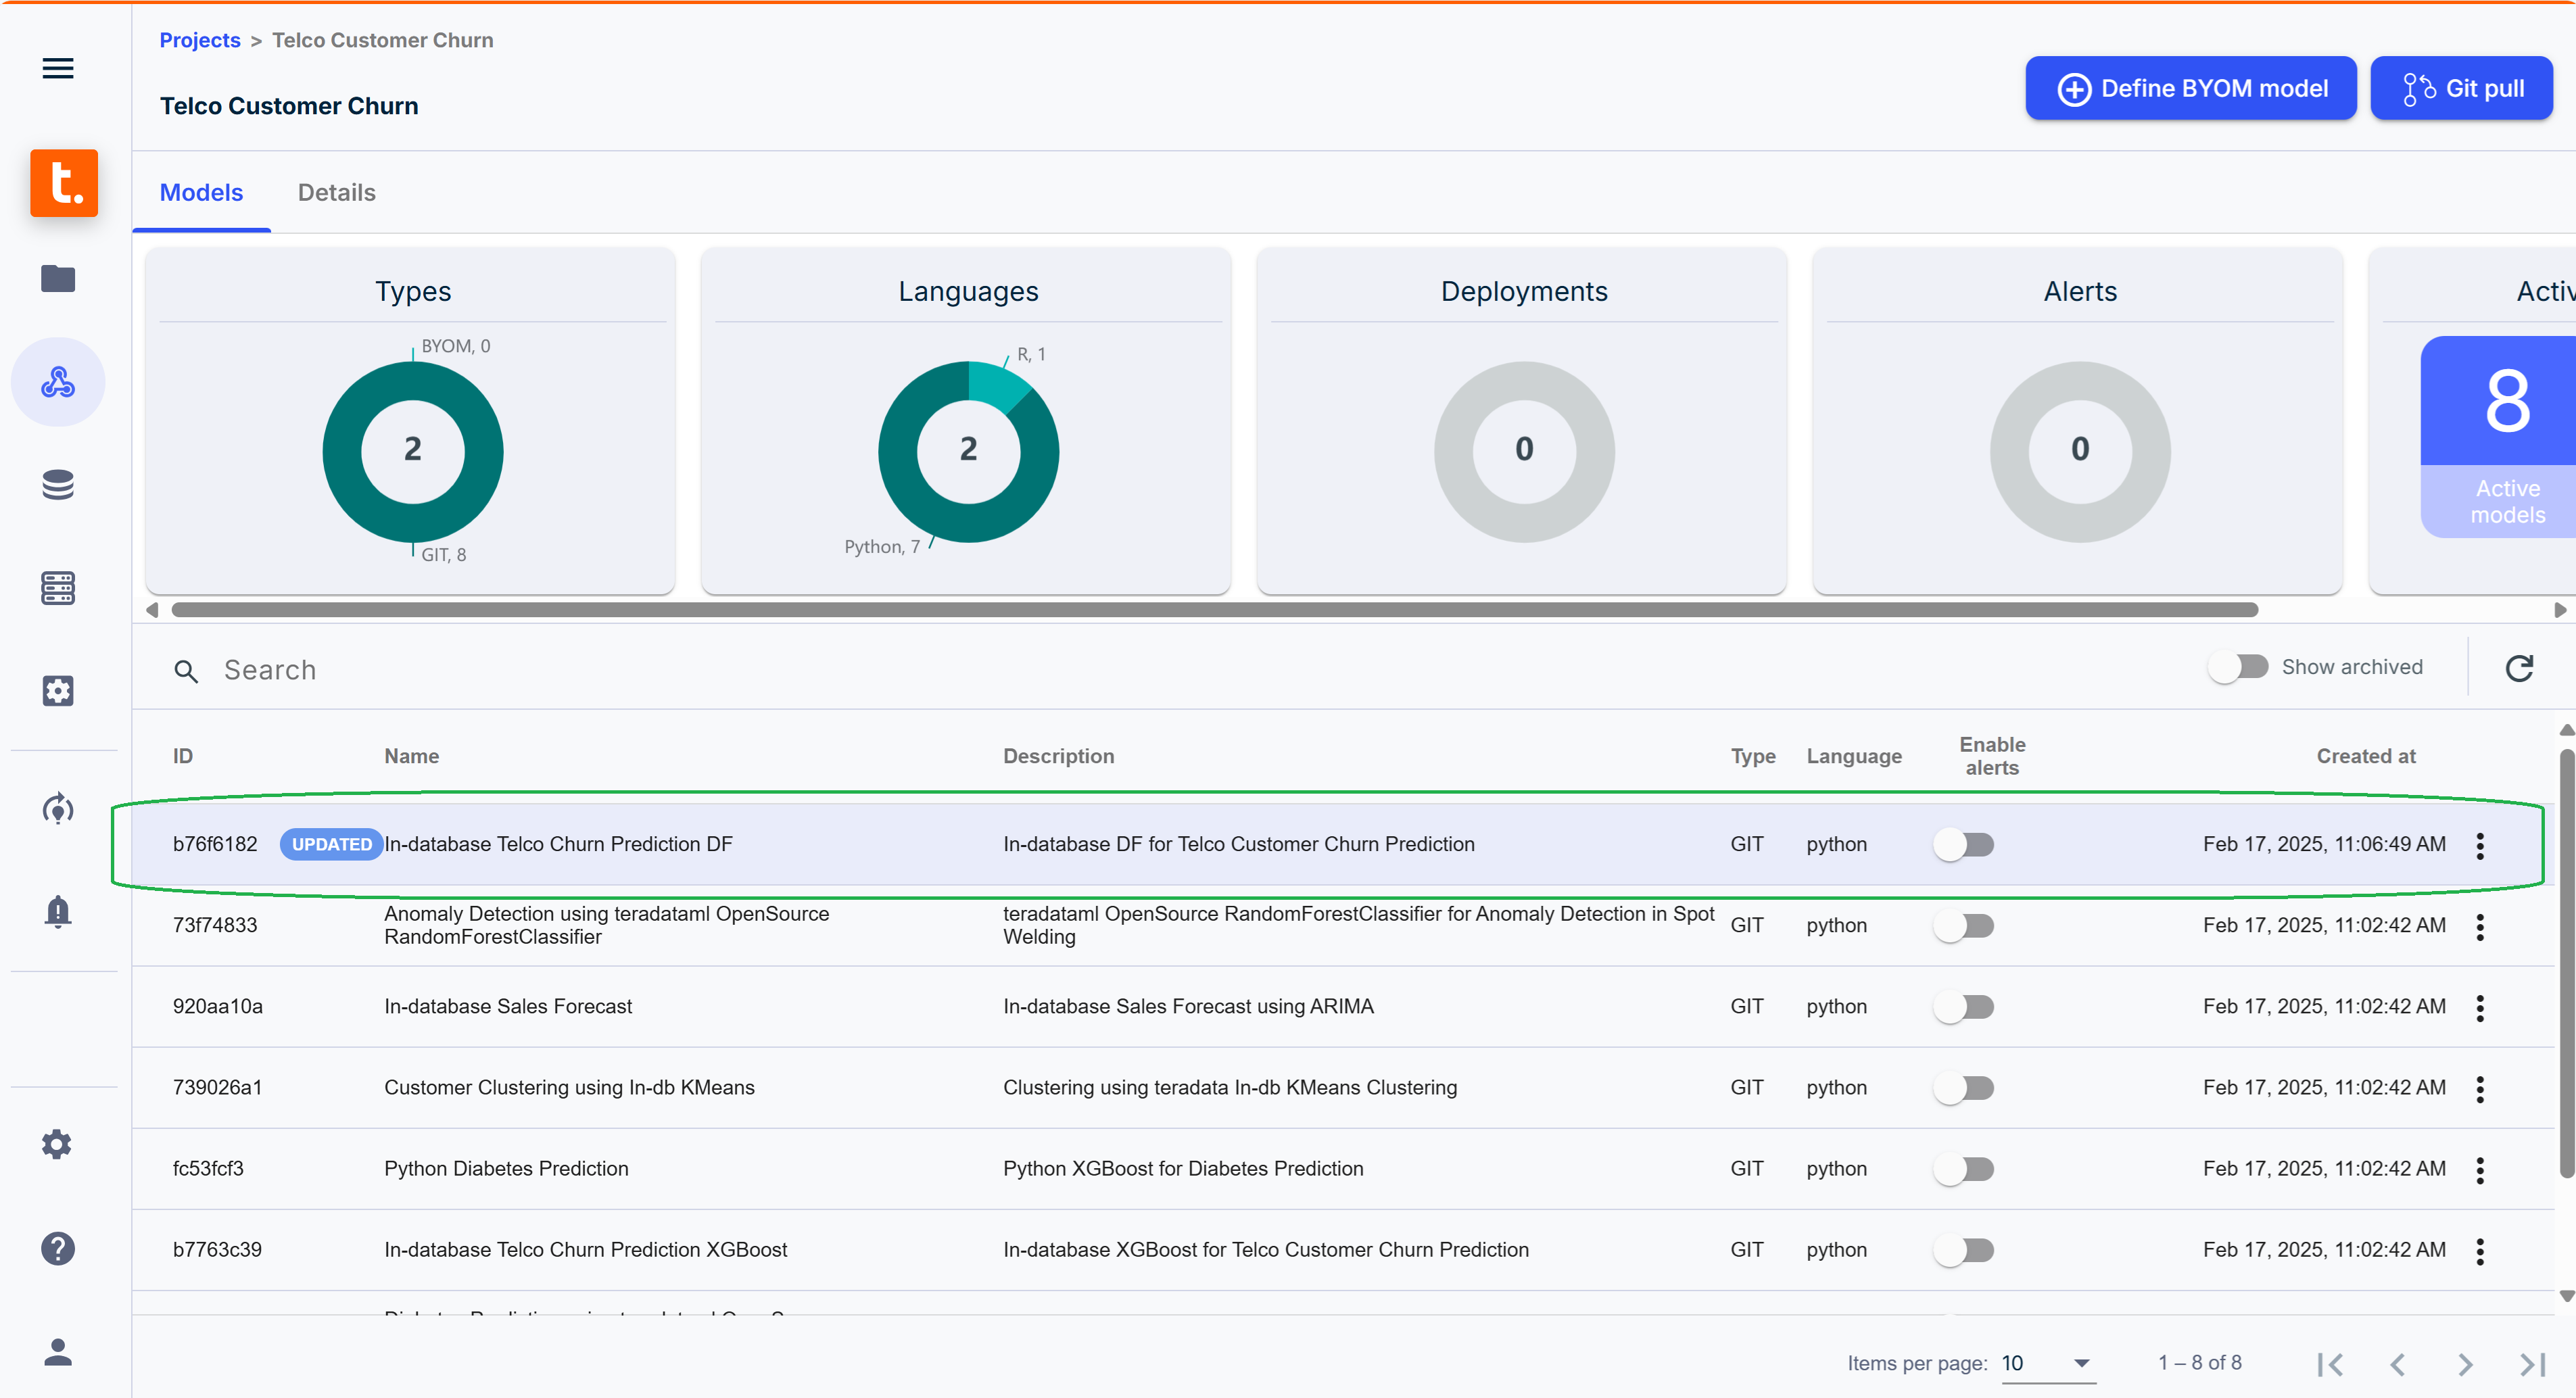 Projects > Telco Customer Churn
Telco Customer Churn
Define BYOM model
Git pull
t.
Models
Details
Types
BYOM, 0
2
GIT, 8
Languages
R, 1
2
Python, 7
Deployments
0
Alerts
0
Activ
8
Active
models
Search
Show archived
ID Name Description Type Language Enable alerts Created at
b76f6182 UPDATED In-database Telco Churn Prediction DF In-database DF for Telco Customer Churn Prediction GIT python Feb 17, 2025, 11:06:49 AM
73f74833 Anomaly Detection using teradataml OpenSource RandomForestClassifier teradataml OpenSource RandomForestClassifier for Anomaly Detection in Spot Welding GIT python Feb 17, 2025, 11:02:42 AM
920aa10a In-database Sales Forecast In-database Sales Forecast using ARIMA GIT python Feb 17, 2025, 11:02:42 AM
739026a1 Customer Clustering using In-db KMeans Clustering using teradata In-db KMeans Clustering GIT python Feb 17, 2025, 11:02:42 AM
fc53fcf3 Python Diabetes Prediction Python XGBoost for Diabetes Prediction GIT python Feb 17, 2025, 11:02:42 AM
b7763c39 In-database Telco Churn Prediction XGBoost In-database XGBoost for Telco Customer Churn Prediction GIT python Feb 17, 2025, 11:02:42 AM
Items per page: 10 1 – 8 of 8